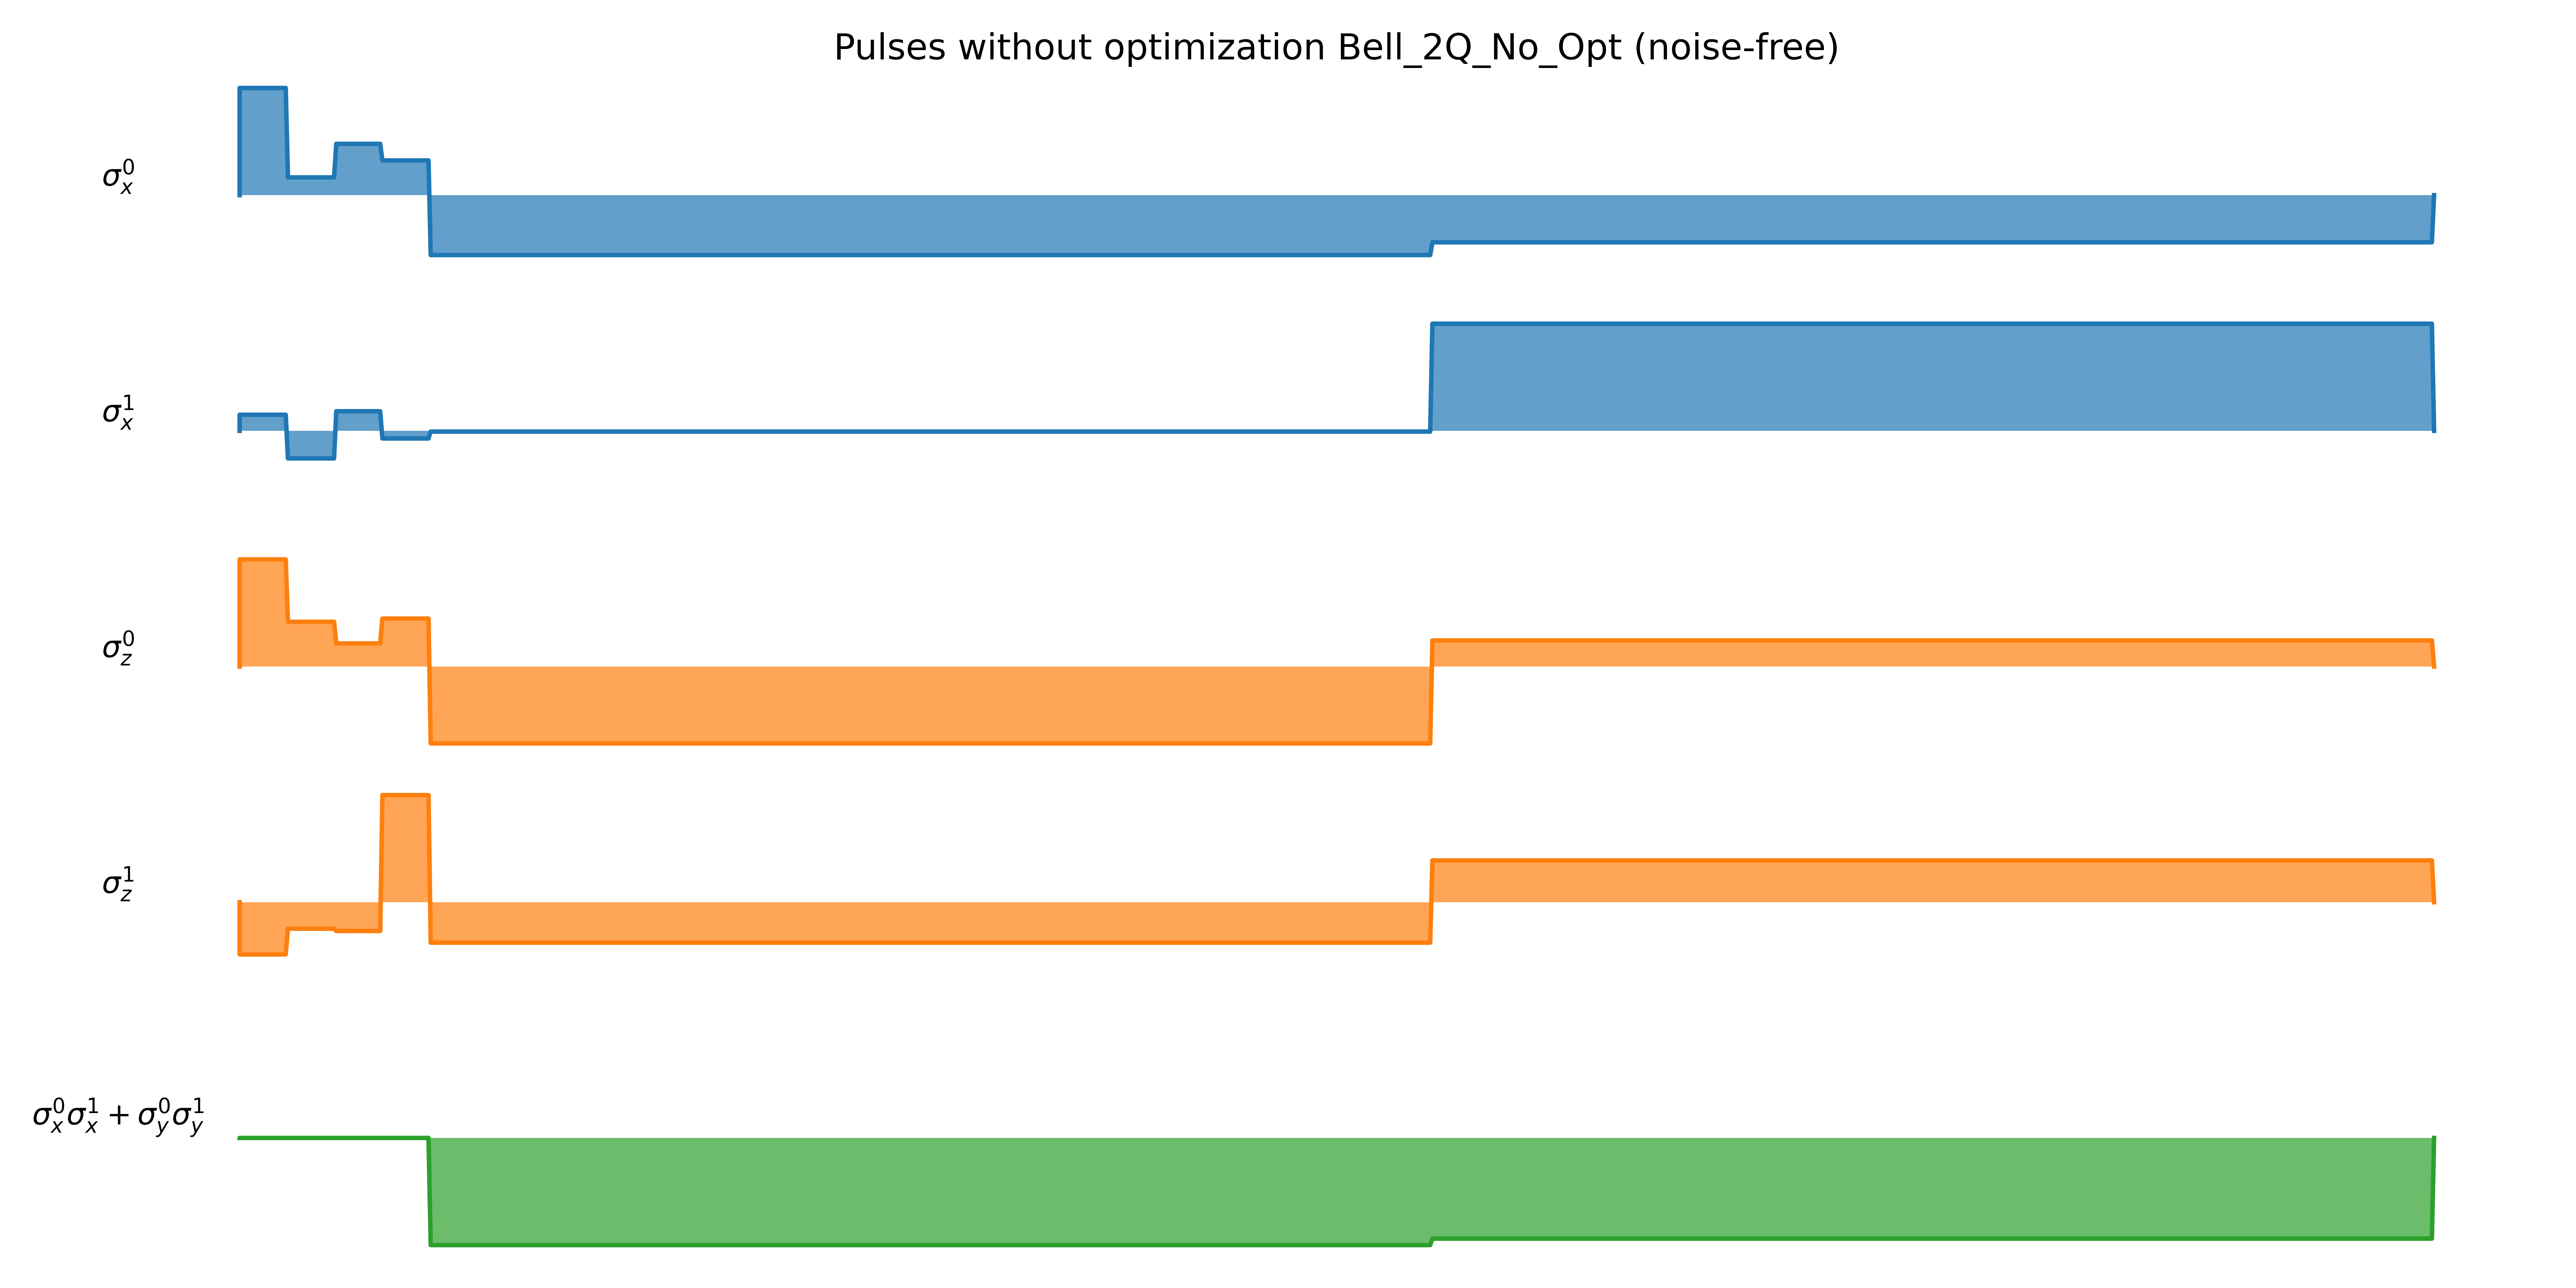 Pulses without optimization Bell_2Q_No_Opt (noise-free)
σ_x^0
σ_x^1
σ_z^0
σ_z^1
σ_x^0σ_x^1 + σ_y^0σ_y^1